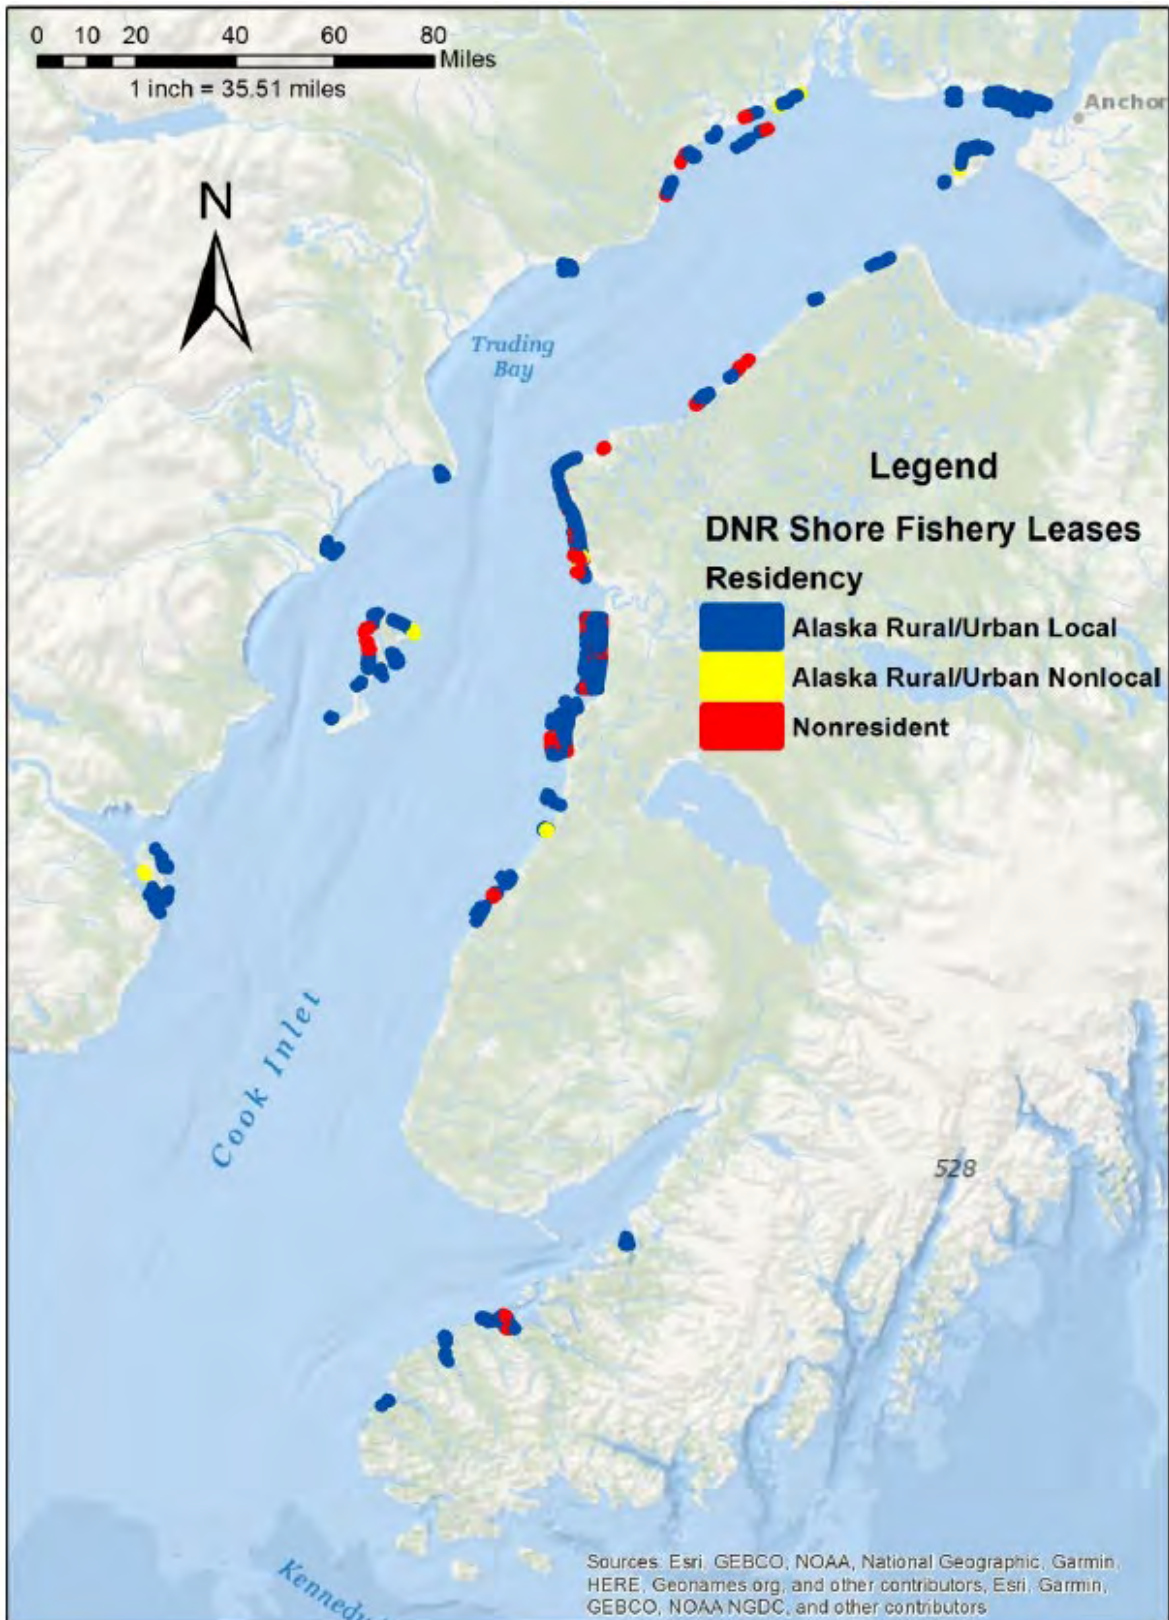 0 10 20 40 60 80
Miles
1 inch = 35.51 miles
Anchor
N
Trading
Bay
Legend
DNR Shore Fishery Leases
Residency
Alaska Rural/Urban Local
Alaska Rural/Urban Nonlocal
Nonresident
Cook Inlet
528
Kennedy
Sources: Esri, GEBCO, NOAA, National Geographic, Garmin,
HERE, Geonames.org, and other contributors, Esri, Garmin,
GEBCO, NOAA NGDC, and other contributors